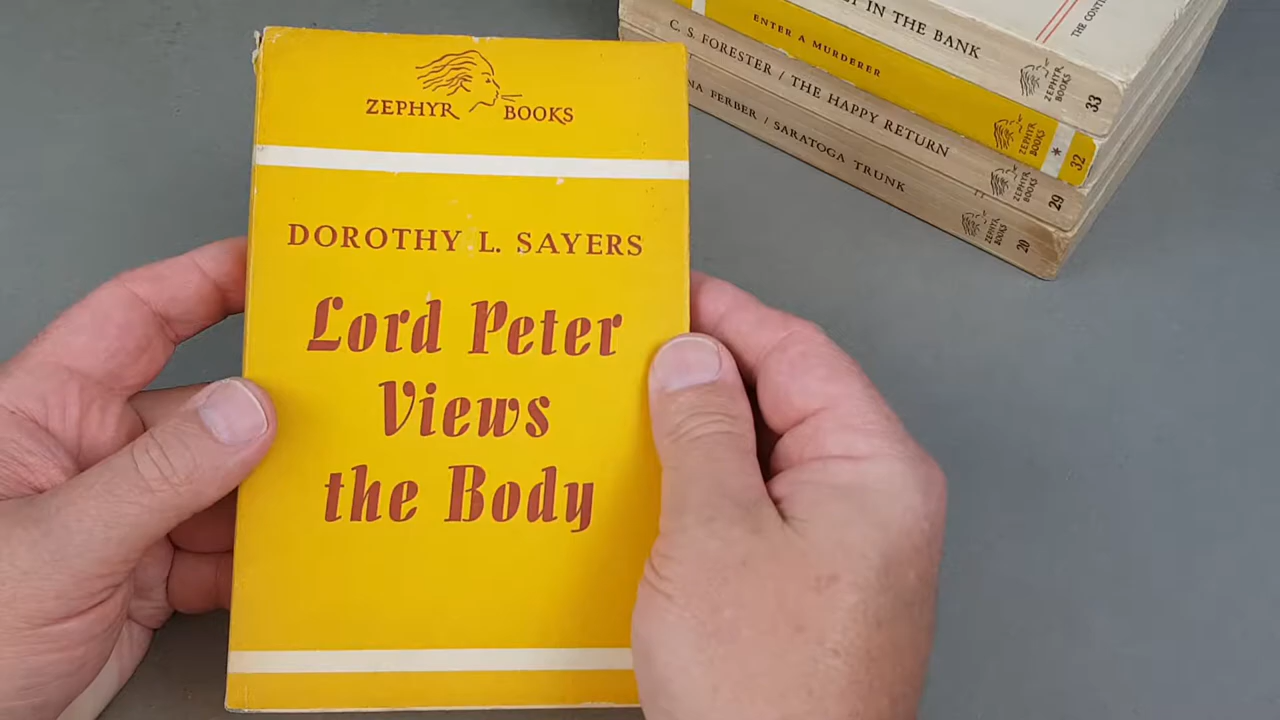 ZEPHYR BOOKS
DOROTHY L. SAYERS
Lord Peter
Views
the Body
IN THE BANK
ZEPHYR
BOOKS
33
THE
ENTER A MURDERER
ZEPHYR
BOOKS
*
32
C. S. FORESTER / THE HAPPY RETURN
ZEPHYR
BOOKS
29
FERBER / SARATOGA TRUNK
ZEPHYR
BOOKS
20